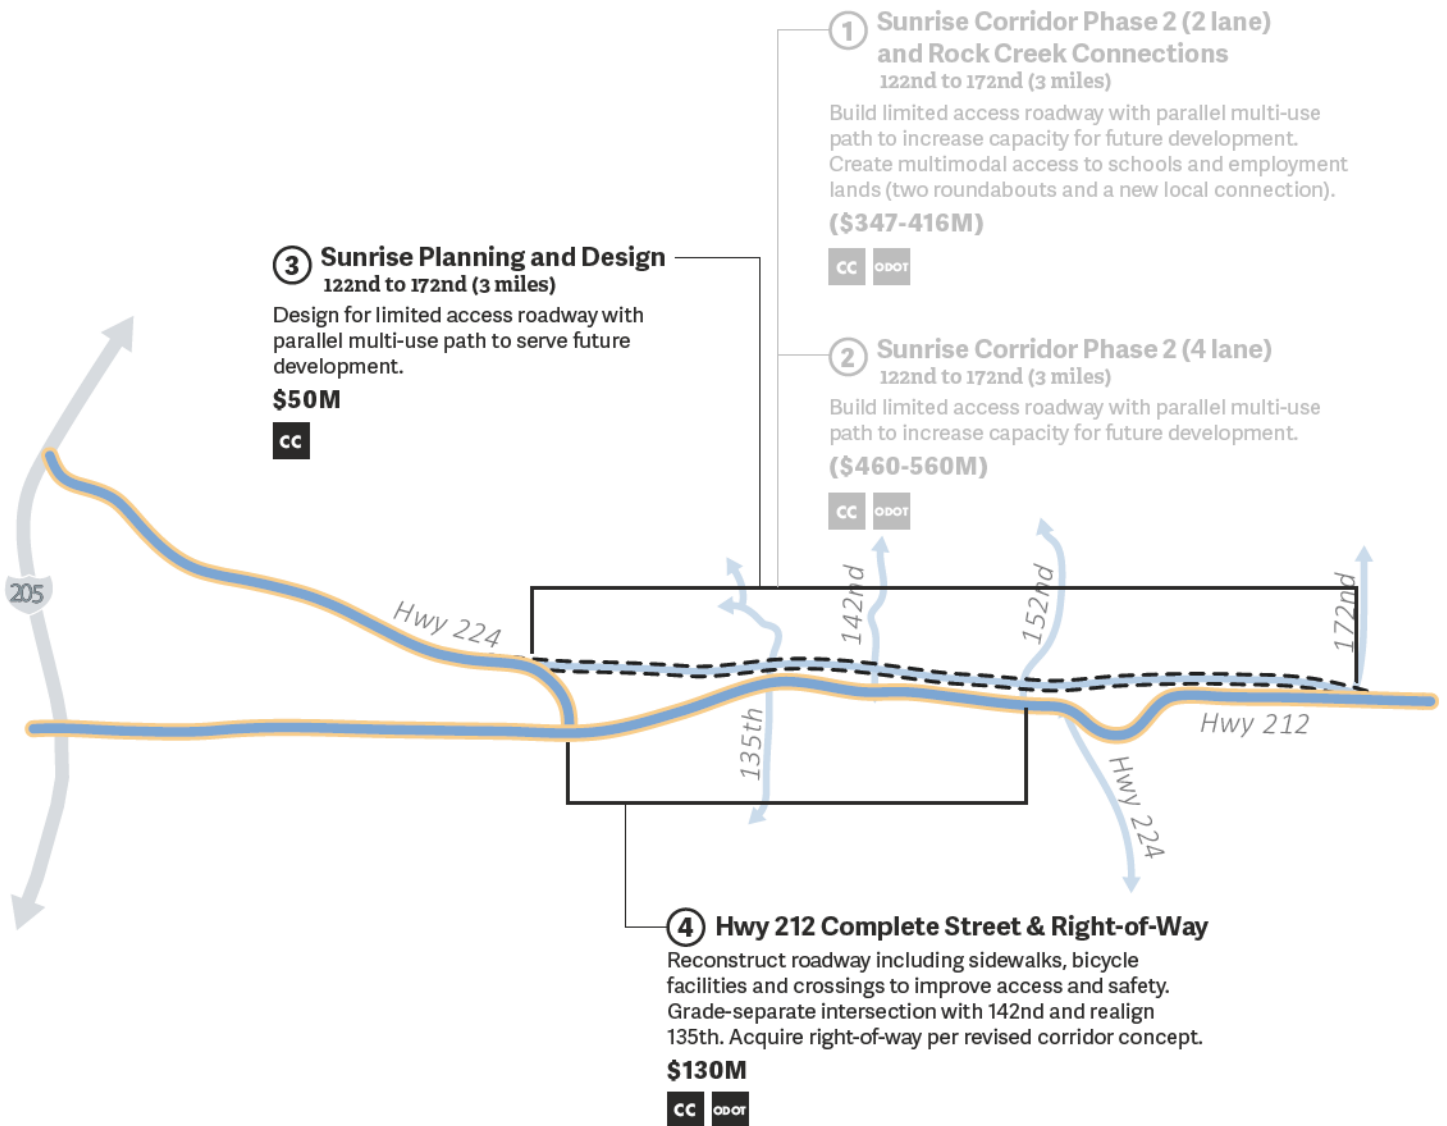 1 Sunrise Corridor Phase 2 (2 lane)
and Rock Creek Connections
122nd to 172nd (3 miles)
Build limited access roadway with parallel multi-use
path to increase capacity for future development.
Create multimodal access to schools and employment
lands (two roundabouts and a new local connection).
($347-416M)
CC ODOT
3 Sunrise Planning and Design
122nd to 172nd (3 miles)
Design for limited access roadway with
parallel multi-use path to serve future
development.
$50M
CC
2 Sunrise Corridor Phase 2 (4 lane)
122nd to 172nd (3 miles)
Build limited access roadway with parallel multi-use
path to increase capacity for future development.
($460-560M)
CC ODOT
205
Hwy 224
142nd
152nd
172nd
135th
Hwy 212
Hwy 224
4 Hwy 212 Complete Street & Right-of-Way
Reconstruct roadway including sidewalks, bicycle
facilities and crossings to improve access and safety.
Grade-separate intersection with 142nd and realign
135th. Acquire right-of-way per revised corridor concept.
$130M
CC ODOT